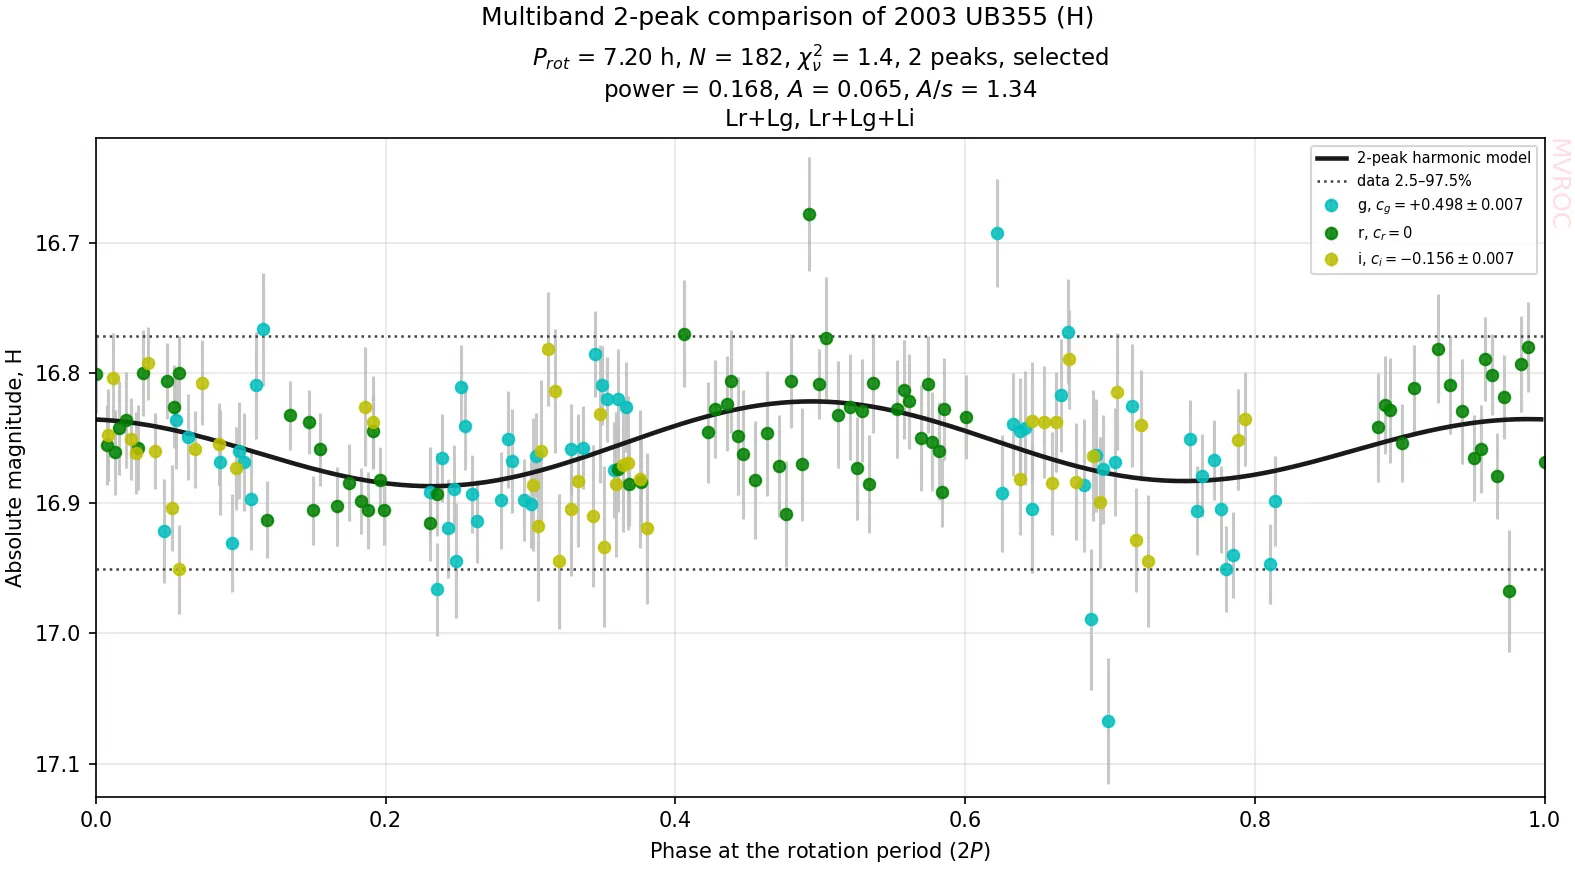 Multiband 2-peak comparison of 2003 UB355 (H)
P_rot = 7.20 h, N = 182, χ²_ν = 1.4, 2 peaks, selected
power = 0.168, A = 0.065, A/s = 1.34
Lr+Lg, Lr+Lg+Li
2-peak harmonic model
data 2.5–97.5%
g, c_g = +0.498 ± 0.007
r, c_r = 0
i, c_i = −0.156 ± 0.007
MVROC
Absolute magnitude, H
16.7
16.8
16.9
17.0
17.1
0.0 0.2 0.4 0.6 0.8 1.0
Phase at the rotation period (2P)